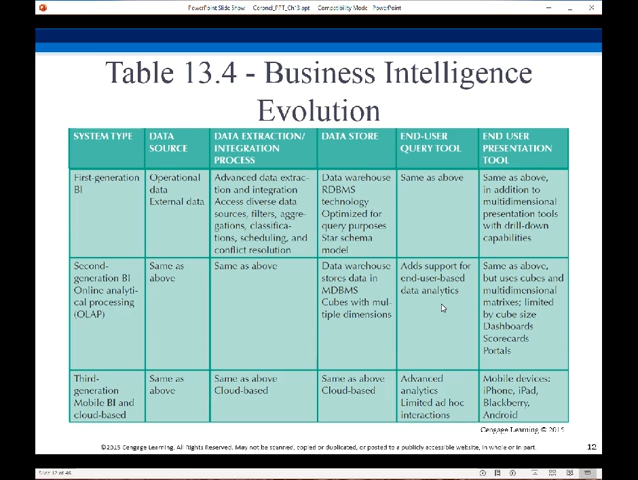 PowerPoint Slide Show - Coronel_PPT_Ch13.ppt - Compatibility Mode - PowerPoint
Table 13.4 - Business Intelligence
Evolution
SYSTEM TYPE
DATA
SOURCE
DATA EXTRACTION/
INTEGRATION
PROCESS
DATA STORE
END-USER
QUERY TOOL
END USER
PRESENTATION
TOOL
First-generation
BI
Operational
data
External data
Advanced data extrac-
tion and integration
Access diverse data
sources, filters, aggre-
gations, classifica-
tions, scheduling, and
conflict resolution
Data warehouse
RDBMS
technology
Optimized for
query purposes
Star schema
model
Same as above
Same as above,
in addition to
multidimensional
presentation tools
with drill-down
capabilities
Second-
generation BI
Online analyti-
cal processing
(OLAP)
Same as
above
Same as above
Data warehouse
stores data in
MDBMS
Cubes with mul-
tiple dimensions
Adds support for
end-user-based
data analytics
Same as above,
but uses cubes and
multidimensional
matrixes; limited
by cube size
Dashboards
Scorecards
Portals
Third-
generation
Mobile BI and
cloud-based
Same as
above
Same as above
Cloud-based
Same as above
Cloud-based
Advanced
analytics
Limited ad hoc
interactions
Mobile devices:
iPhone, iPad,
Blackberry,
Android
Cengage Learning © 2015
©2015 Cengage Learning. All Rights Reserved. May not be scanned, copied or duplicated, or posted to a publicly accessible website, in whole or in part.
12
Slide 12 of 48